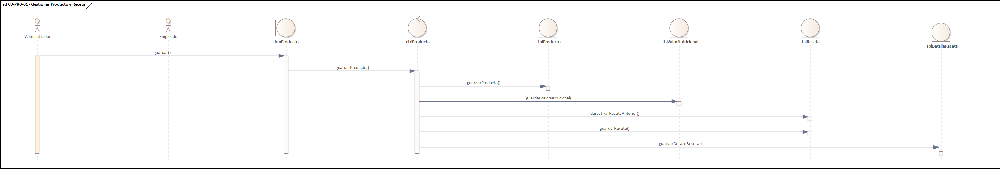 sd CU-PRO-01 - Gestionar Producto y Receta
Administrador
Empleado
frmProducto
ctrlProducto
tblProducto
tblValorNutricional
tblReceta
tblDetalleReceta
guardar()
guardarProducto()
guardarProducto()
guardarValorNutricional()
desactivarRecetaAnterior()
guardarReceta()
guardarDetalleReceta()